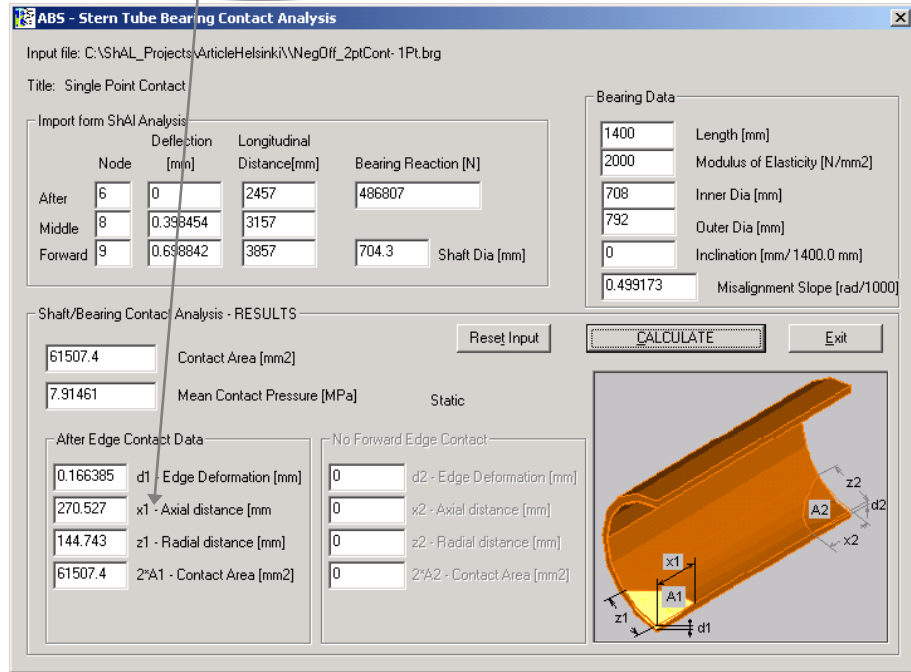 ABS - Stern Tube Bearing Contact Analysis
Input file: C:\ShAL_Projects\ArticleHelsinki\\NegOff_2ptCont- 1Pt.brg
Title: Single Point Contact
Import form ShAl Analysis
Node
Deflection [mm]
Longitudinal Distance[mm]
Bearing Reaction [N]
After 6 0 2457 486807
Middle 8 0.398454 3157
Forward 9 0.698842 3857 704.3 Shaft Dia [mm]
Bearing Data
1400 Length [mm]
2000 Modulus of Elasticity [N/mm2]
708 Inner Dia [mm]
792 Outer Dia [mm]
0 Inclination [mm/ 1400.0 mm]
0.499173 Misalignment Slope [rad/1000]
Shaft/Bearing Contact Analysis - RESULTS
Reset Input
CALCULATE
Exit
61507.4 Contact Area [mm2]
7.91461 Mean Contact Pressure [MPa]
Static
After Edge Contact Data
0.166385 d1 - Edge Deformation [mm]
270.527 x1 - Axial distance [mm
144.743 z1 - Radial distance [mm]
61507.4 2*A1 - Contact Area [mm2]
No Forward Edge Contact
0 d2 - Edge Deformation [mm]
0 x2 - Axial distance [mm]
0 z2 - Radial distance [mm]
0 2*A2 - Contact Area [mm2]
z2
A2
d2
x2
x1
A1
z1
d1